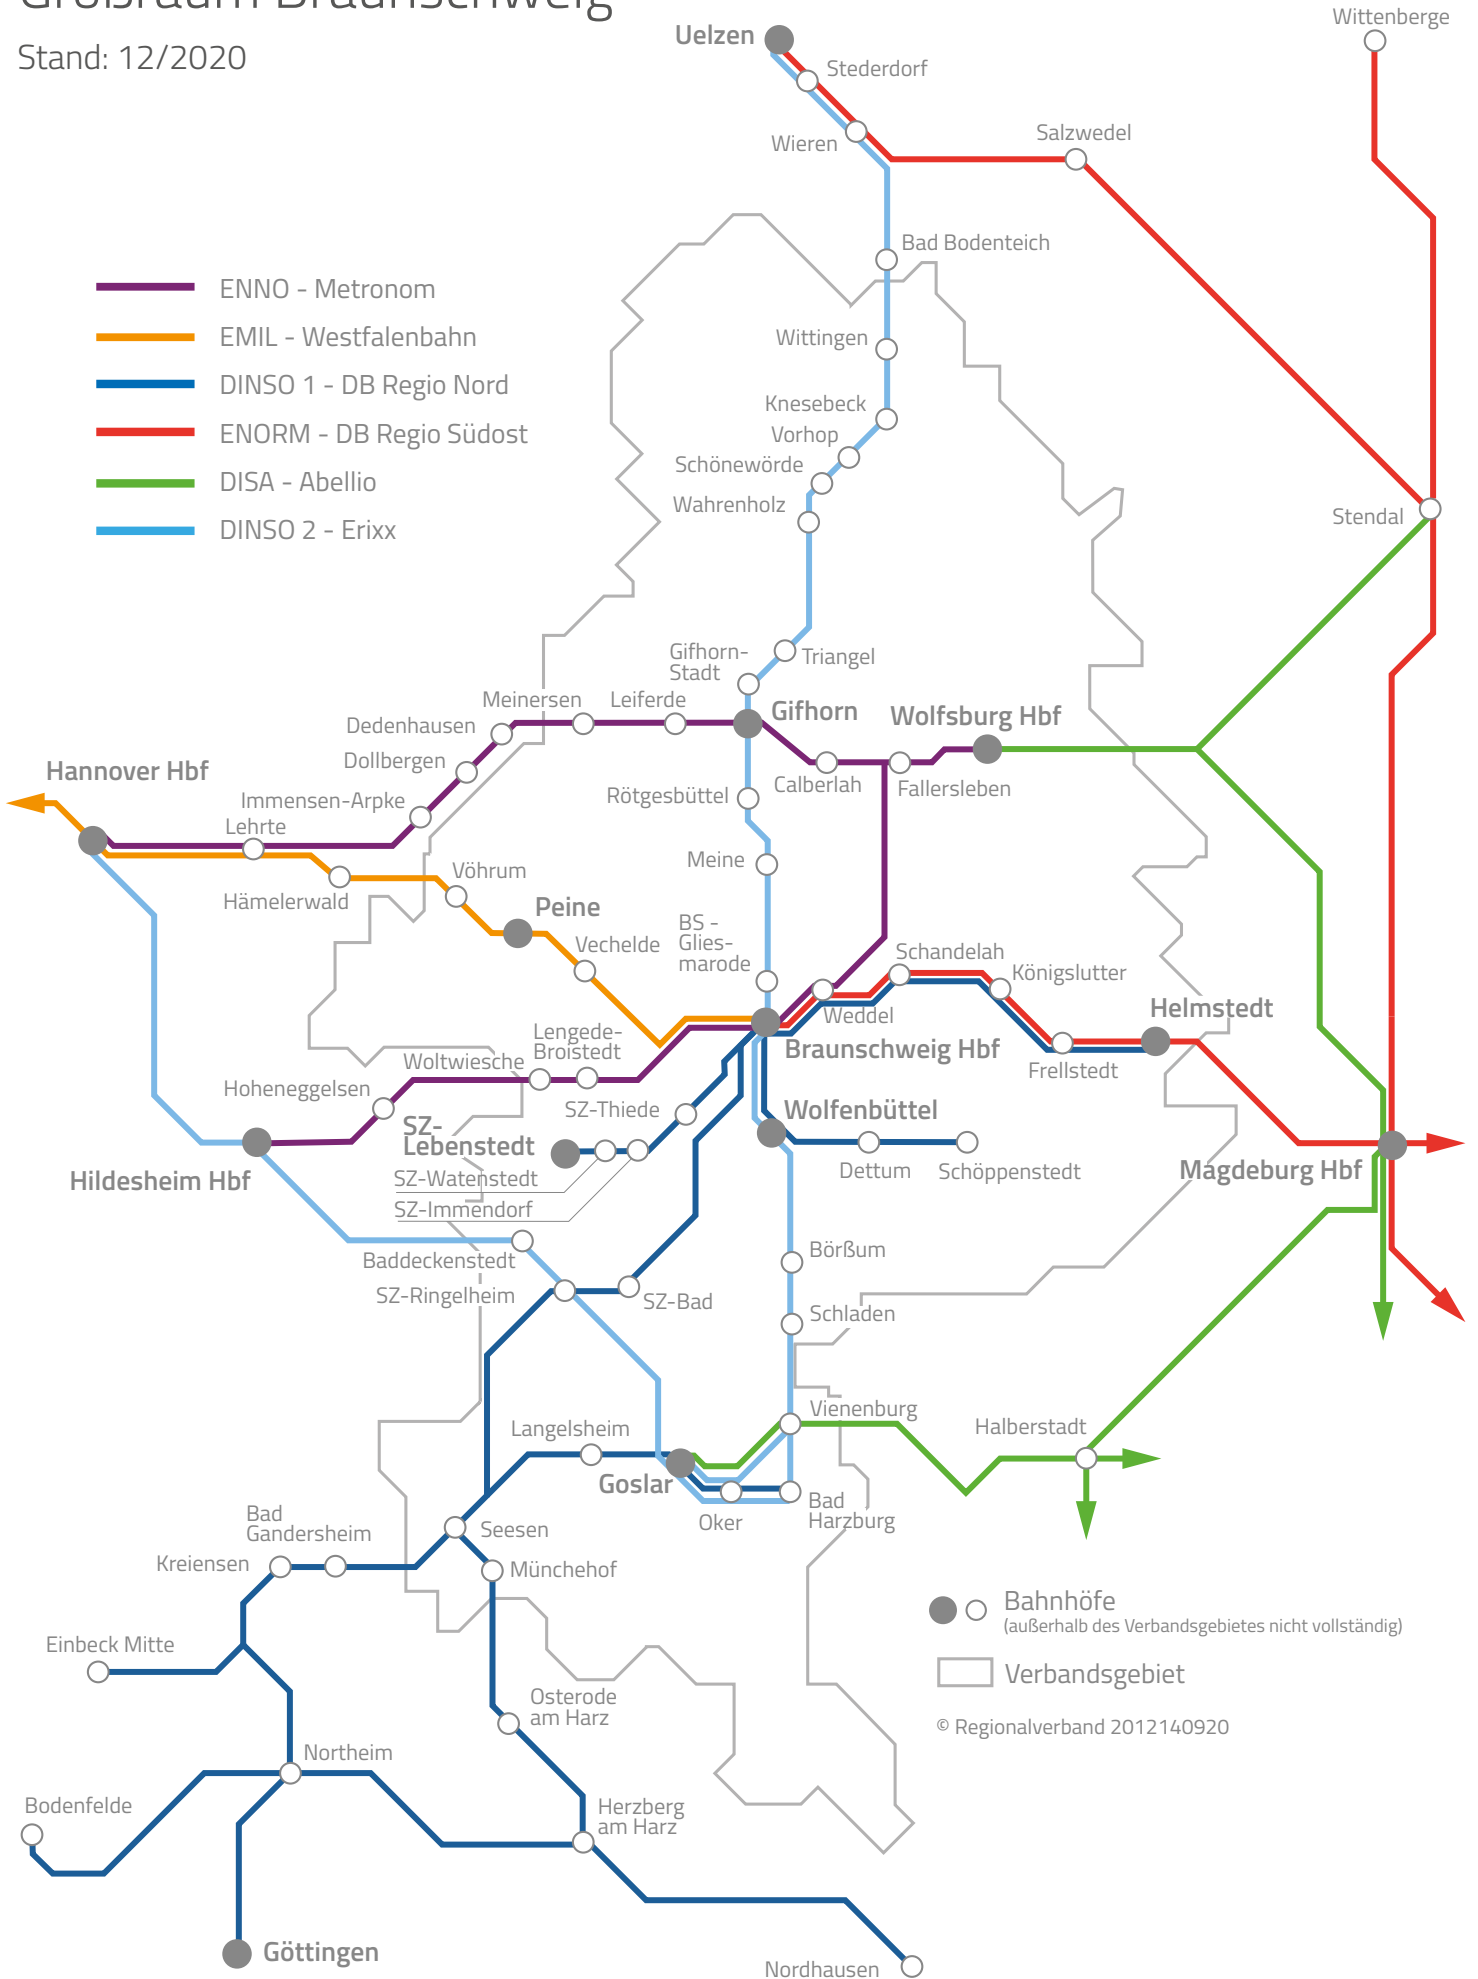 Großraum Braunschweig
Stand: 12/2020
Uelzen
Wittenberge
Stederdorf
Wieren
Salzwedel
Bad Bodenteich
ENNO - Metronom
EMIL - Westfalenbahn
DINSO 1 - DB Regio Nord
ENORM - DB Regio Südost
DISA - Abellio
DINSO 2 - Erixx
Wittingen
Knesebeck
Vorhop
Schönewörde
Wahrenholz
Stendal
Gifhorn-
Stadt
Triangel
Meinersen
Leiferde
Gifhorn
Wolfsburg Hbf
Dedenhausen
Dollbergen
Hannover Hbf
Immensen-Arpke
Lehrte
Rötgesbüttel
Calberlah
Fallersleben
Meine
Hämelerwald
Vöhrum
Peine
Vechelde
BS -
Glies-
marode
Schandelah
Königslutter
Helmstedt
Weddel
Braunschweig Hbf
Frellstedt
Lengede-
Broistedt
Woltwiesche
Hoheneggelsen
SZ-Thiede
SZ-
Lebenstedt
Wolfenbüttel
Dettum
Schöppenstedt
Magdeburg Hbf
Hildesheim Hbf
SZ-Watenstedt
SZ-Immendorf
Baddeckenstedt
SZ-Ringelheim
SZ-Bad
Börßum
Schladen
Vienenburg
Halberstadt
Langelsheim
Goslar
Oker
Bad
Harzburg
Bad
Gandersheim
Kreiensen
Seesen
Münchehof
Einbeck Mitte
Osterode
am Harz
Northeim
Bodenfelde
Herzberg
am Harz
Göttingen
Nordhausen
Bahnhöfe
(außerhalb des Verbandsgebietes nicht vollständig)
Verbandsgebiet
© Regionalverband 2012140920